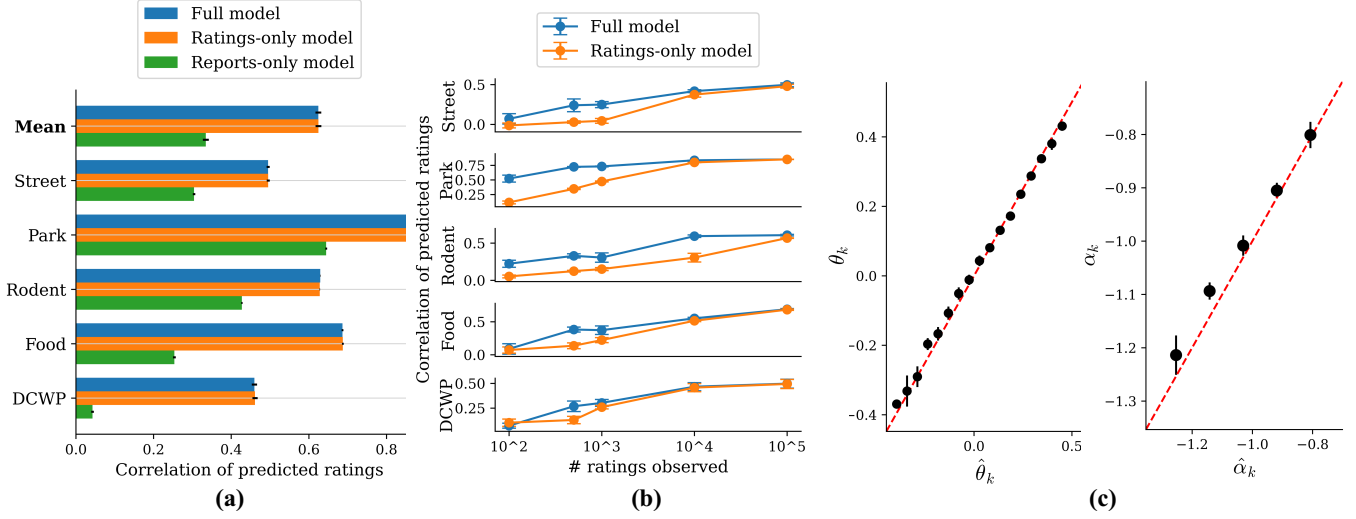 Full model
Ratings-only model
Reports-only model
Mean
Street
Park
Rodent
Food
DCWP
0.0 0.2 0.4 0.6 0.8
Correlation of predicted ratings
(a)
Full model
Ratings-only model
Correlation of predicted ratings
Street
0.5
0.0
Park
0.75
0.50
0.25
Rodent
0.5
0.0
Food
0.5
0.0
DCWP
0.50
0.25
10^2 10^3 10^4 10^5
# ratings observed
(b)
θ_k
0.4
0.2
0.0
−0.2
−0.4
0.0 0.5
θ̂_k
α_k
−0.8
−0.9
−1.0
−1.1
−1.2
−1.3
−1.2 −1.0 −0.8
α̂_k
(c)